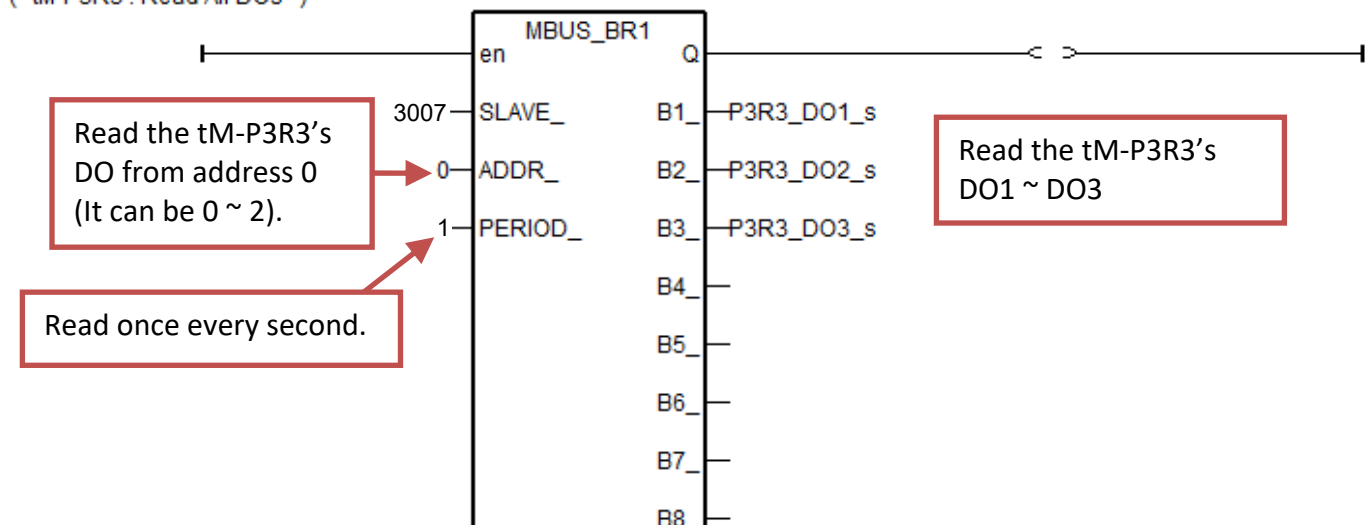 MBUS_BR1
en Q
3007 SLAVE_ B1_ P3R3_DO1_s
0 ADDR_ B2_ P3R3_DO2_s
1 PERIOD_ B3_ P3R3_DO3_s
B4_
B5_
B6_
B7_
B8
Read the tM-P3R3’s
DO from address 0
(It can be 0 ~ 2).
Read once every second.
Read the tM-P3R3’s
DO1 ~ DO3